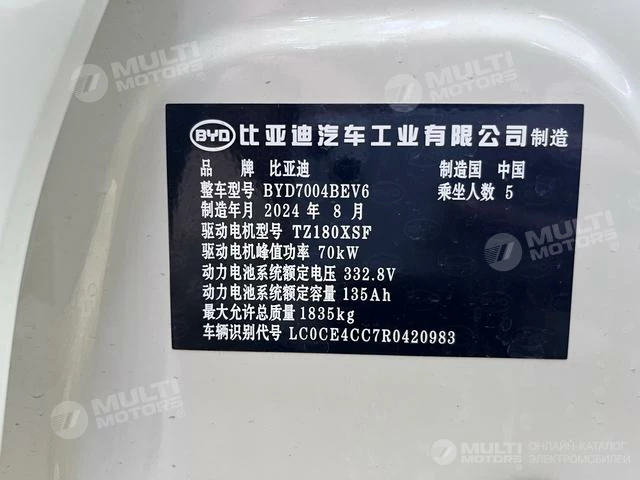 MULTI MOTORS
MULTI MOTORS
BYD 比亚迪汽车工业有限公司制造
品 牌 比亚迪 制造国 中国
整车型号 BYD7004BEV6 乘坐人数 5
制造年月 2024 年 8 月
驱动电机型号 TZ180XSF
驱动电机峰值功率 70kW
动力电池系统额定电压 332.8V
动力电池系统额定容量 135Ah
最大允许总质量 1835kg
车辆识别代号 LC0CE4CC7R0420983
MULTI MOTORS
MULTI MOTORS
MULTI MOTORS
ОНЛАЙН-КАТАЛОГ
ЭЛЕКТРОМОБИЛЕЙ